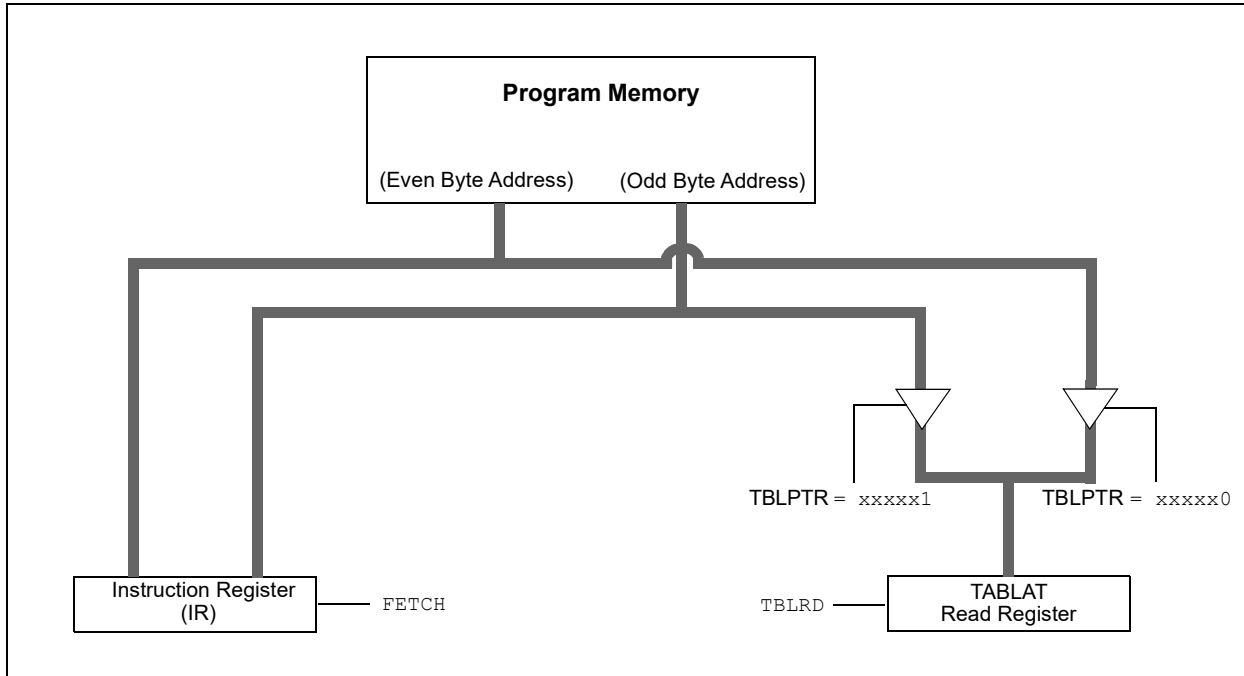 Program Memory
(Even Byte Address) (Odd Byte Address)
TBLPTR = xxxxx1
TBLPTR = xxxxx0
Instruction Register
(IR)
FETCH
TBLRD
TABLAT
Read Register